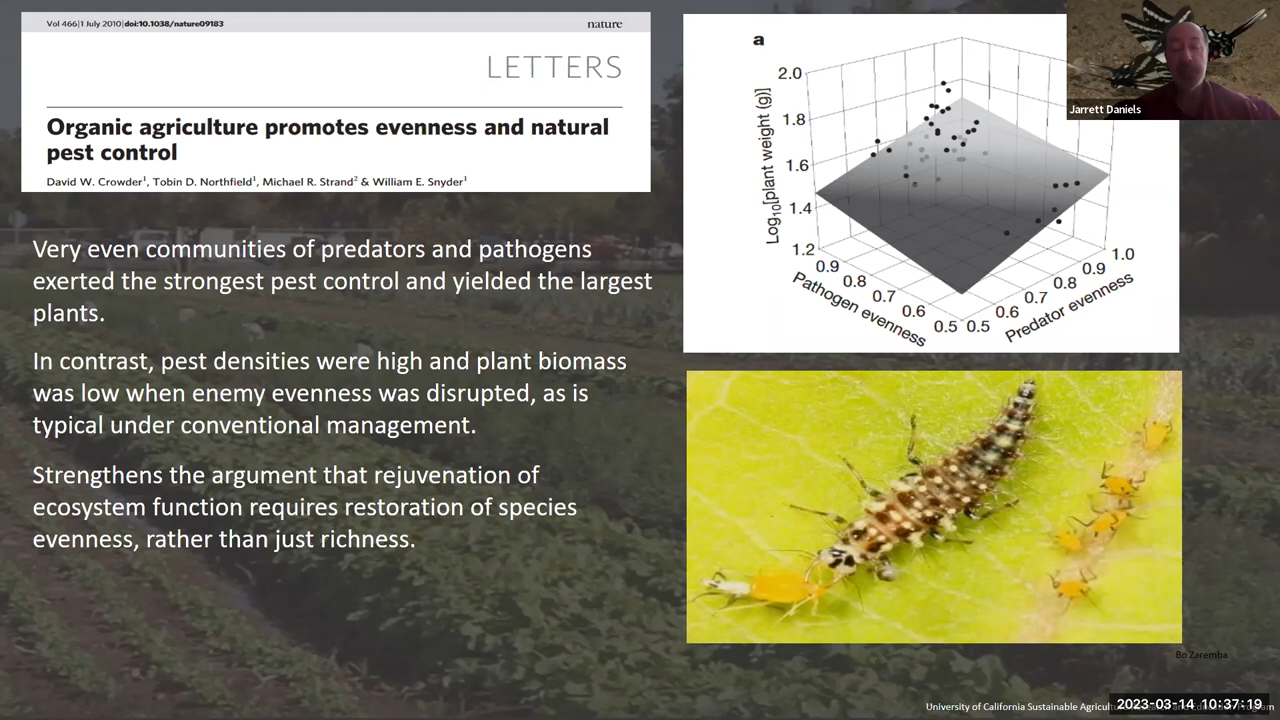 Vol 466|1 July 2010|doi:10.1038/nature09183
nature
LETTERS
Organic agriculture promotes evenness and natural
pest control
David W. Crowder¹, Tobin D. Northfield¹, Michael R. Strand² & William E. Snyder¹
Very even communities of predators and pathogens
exerted the strongest pest control and yielded the largest
plants.
In contrast, pest densities were high and plant biomass
was low when enemy evenness was disrupted, as is
typical under conventional management.
Strengthens the argument that rejuvenation of
ecosystem function requires restoration of species
evenness, rather than just richness.
a
2.0
1.8
1.6
1.4
1.2
Log₁₀[plant weight (g)]
0.9
0.8
0.7
0.6
0.5
Pathogen evenness
0.5
0.6
0.7
0.8
0.9
1.0
Predator evenness
Jarrett Daniels
Bo Zaremba
University of California Sustainable Agricult
Program
2023-03-14 10:37:19